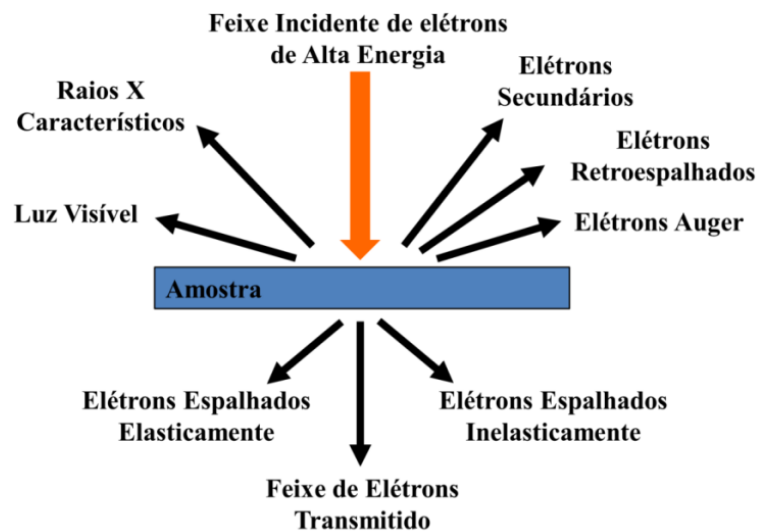 Feixe Incidente de elétrons
de Alta Energia
Raios X
Característicos
Luz Visível
Elétrons
Secundários
Elétrons
Retroespalhados
Elétrons Auger
Amostra
Elétrons Espalhados
Elasticamente
Elétrons Espalhados
Inelasticamente
Feixe de Elétrons
Transmitido